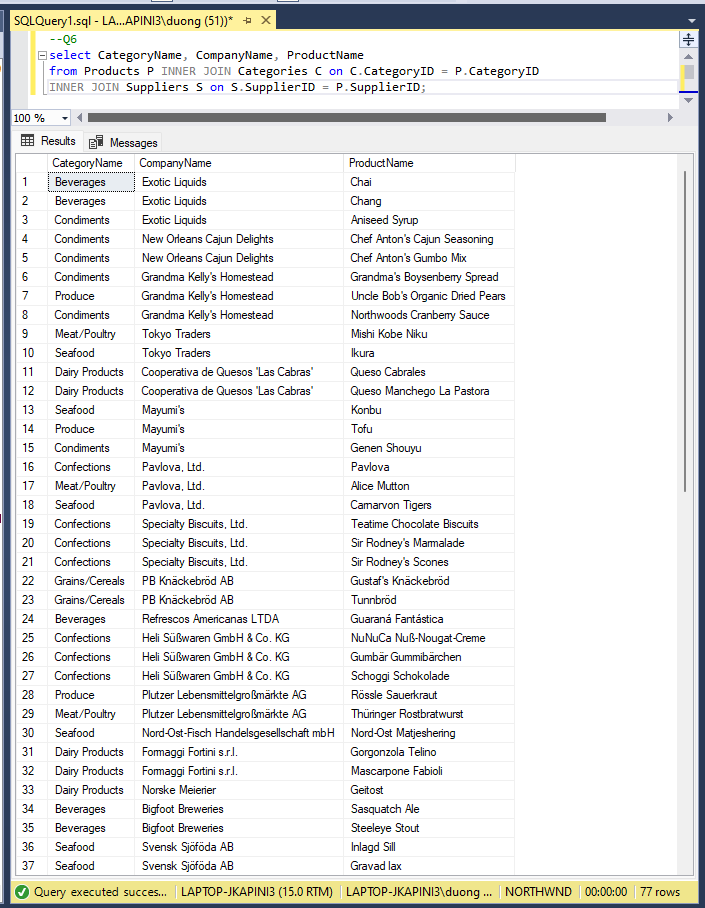 SQLQuery1.sql - LA...APINI3\duong (51))*
--Q6
select CategoryName, CompanyName, ProductName
from Products P INNER JOIN Categories C on C.CategoryID = P.CategoryID
INNER JOIN Suppliers S on S.SupplierID = P.SupplierID;
100 %
Results Messages
CategoryName CompanyName ProductName
1 Beverages Exotic Liquids Chai
2 Beverages Exotic Liquids Chang
3 Condiments Exotic Liquids Aniseed Syrup
4 Condiments New Orleans Cajun Delights Chef Anton's Cajun Seasoning
5 Condiments New Orleans Cajun Delights Chef Anton's Gumbo Mix
6 Condiments Grandma Kelly's Homestead Grandma's Boysenberry Spread
7 Produce Grandma Kelly's Homestead Uncle Bob's Organic Dried Pears
8 Condiments Grandma Kelly's Homestead Northwoods Cranberry Sauce
9 Meat/Poultry Tokyo Traders Mishi Kobe Niku
10 Seafood Tokyo Traders Ikura
11 Dairy Products Cooperativa de Quesos 'Las Cabras' Queso Cabrales
12 Dairy Products Cooperativa de Quesos 'Las Cabras' Queso Manchego La Pastora
13 Seafood Mayumi's Konbu
14 Produce Mayumi's Tofu
15 Condiments Mayumi's Genen Shouyu
16 Confections Pavlova, Ltd. Pavlova
17 Meat/Poultry Pavlova, Ltd. Alice Mutton
18 Seafood Pavlova, Ltd. Carnarvon Tigers
19 Confections Specialty Biscuits, Ltd. Teatime Chocolate Biscuits
20 Confections Specialty Biscuits, Ltd. Sir Rodney's Marmalade
21 Confections Specialty Biscuits, Ltd. Sir Rodney's Scones
22 Grains/Cereals PB Knäckebröd AB Gustaf's Knäckebröd
23 Grains/Cereals PB Knäckebröd AB Tunnbröd
24 Beverages Refrescos Americanas LTDA Guaraná Fantástica
25 Confections Heli Süßwaren GmbH & Co. KG NuNuCa Nuß-Nougat-Creme
26 Confections Heli Süßwaren GmbH & Co. KG Gumbär Gummibärchen
27 Confections Heli Süßwaren GmbH & Co. KG Schoggi Schokolade
28 Produce Plutzer Lebensmittelgroßmärkte AG Rössle Sauerkraut
29 Meat/Poultry Plutzer Lebensmittelgroßmärkte AG Thüringer Rostbratwurst
30 Seafood Nord-Ost-Fisch Handelsgesellschaft mbH Nord-Ost Matjeshering
31 Dairy Products Formaggi Fortini s.r.l. Gorgonzola Telino
32 Dairy Products Formaggi Fortini s.r.l. Mascarpone Fabioli
33 Dairy Products Norske Meierier Geitost
34 Beverages Bigfoot Breweries Sasquatch Ale
35 Beverages Bigfoot Breweries Steeleye Stout
36 Seafood Svensk Sjöföda AB Inlagd Sill
37 Seafood Svensk Sjöföda AB Gravad lax
Query executed succes... LAPTOP-JKAPINI3 (15.0 RTM) LAPTOP-JKAPINI3\duong ... NORTHWND 00:00:00 77 rows